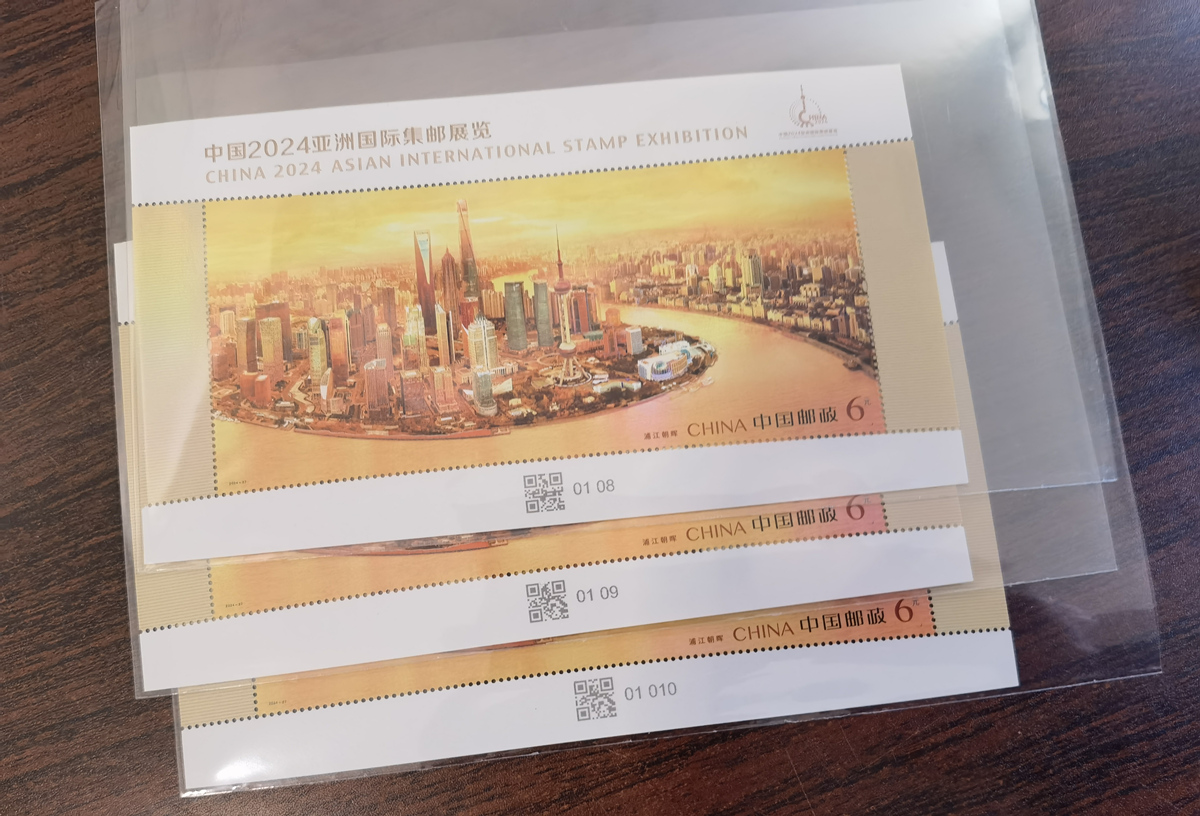 中国2024亚洲国际集邮展览
CHINA 2024 ASIAN INTERNATIONAL STAMP EXHIBITION
CHINA
浦江朝晖 CHINA 中国邮政 6元
01 08
浦江朝晖 CHINA 中国邮政 6元
01 09
浦江朝晖 CHINA 中国邮政 6元
01 010